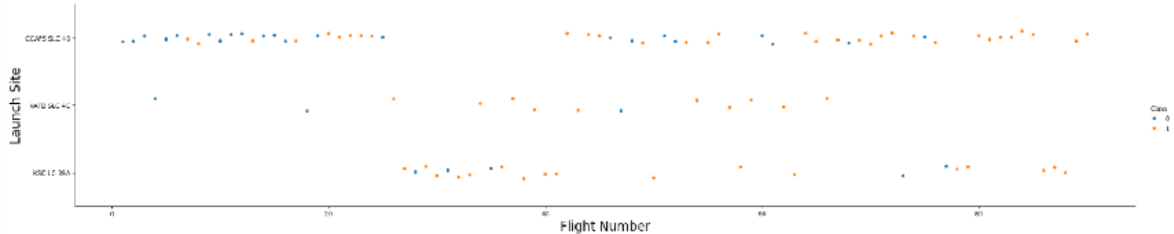 CCAFS SLC 40
VAFB SLC 4E
KSC LC 39A
Launch Site
0
20
40
60
80
Flight Number
Class
0
1